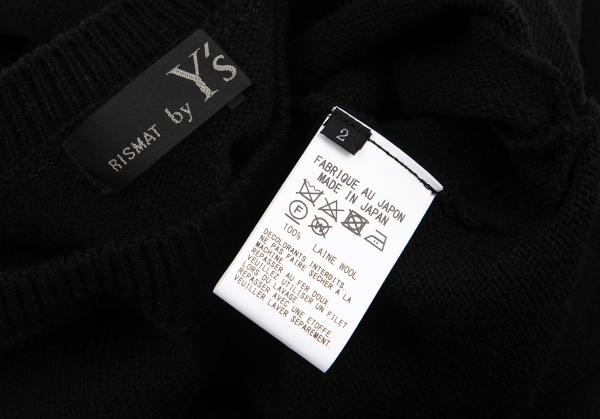 RISMAT by Y's
2
FABRIQUE AU JAPON
MADE IN JAPAN
F W
100% LAINE WOOL
DECOLORANTS INTERDITS.
NE PAS FAIRE SECHER A LA
MACHINE.
REPASSER AU FER DOUX.
VEUILLEZ UTILISER UN FILET
LORS DU LAVAGE.
REPASSER AVEC UNE ETOFFE.
VEUILLER LAVER SEPAREMENT.